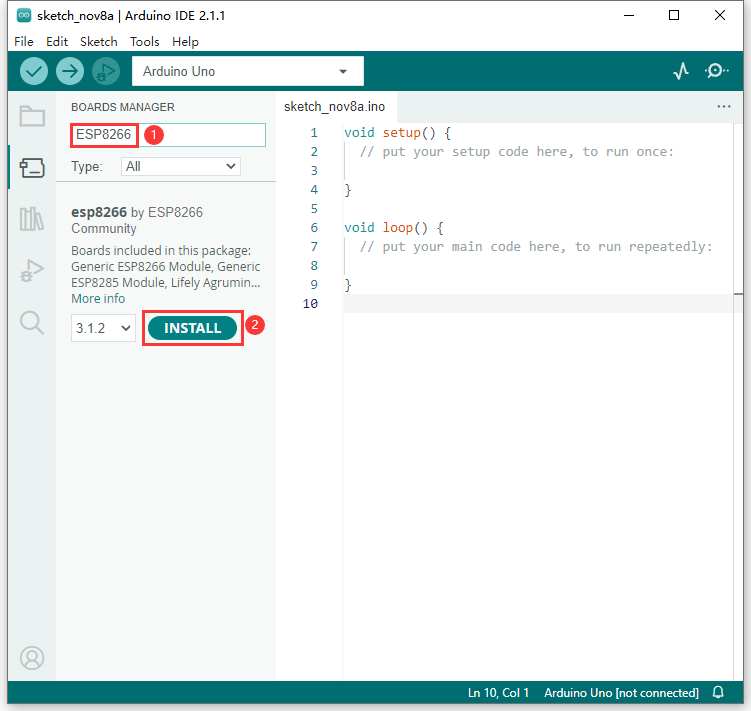 sketch_nov8a | Arduino IDE 2.1.1
File Edit Sketch Tools Help
Arduino Uno
BOARDS MANAGER
ESP8266
1
Type: All
esp8266 by ESP8266
Community
Boards included in this package:
Generic ESP8266 Module, Generic
ESP8285 Module, Lifely Agrumin...
More info
3.1.2
INSTALL
2
sketch_nov8a.ino
...
1 void setup() {
2 // put your setup code here, to run once:
3
4 }
5
6 void loop() {
7 // put your main code here, to run repeatedly:
8
9 }
10
Ln 10, Col 1 Arduino Uno [not connected]